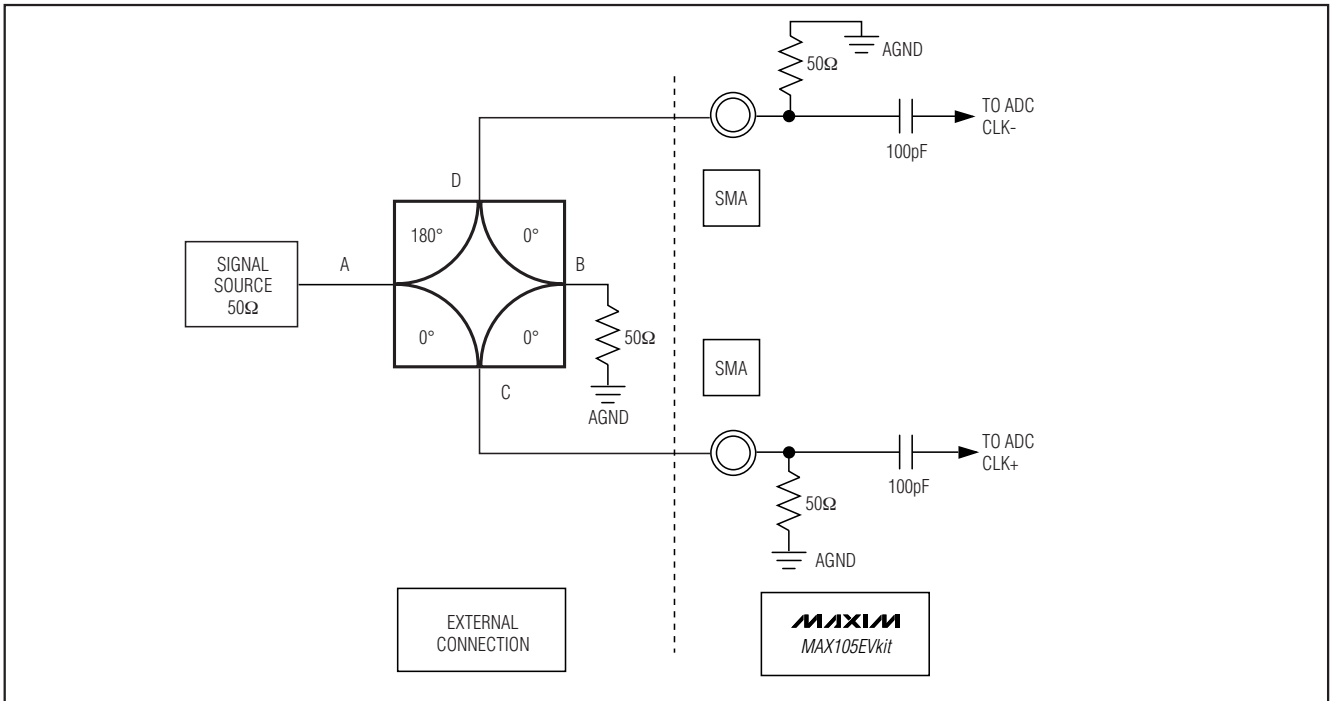 AGND
50Ω
TO ADC
CLK-
100pF
D
SMA
180°
0°
A
B
SIGNAL
SOURCE
50Ω
0°
0°
50Ω
SMA
C
AGND
TO ADC
CLK+
100pF
50Ω
AGND
EXTERNAL
CONNECTION
MAXIM
MAX105EVkit